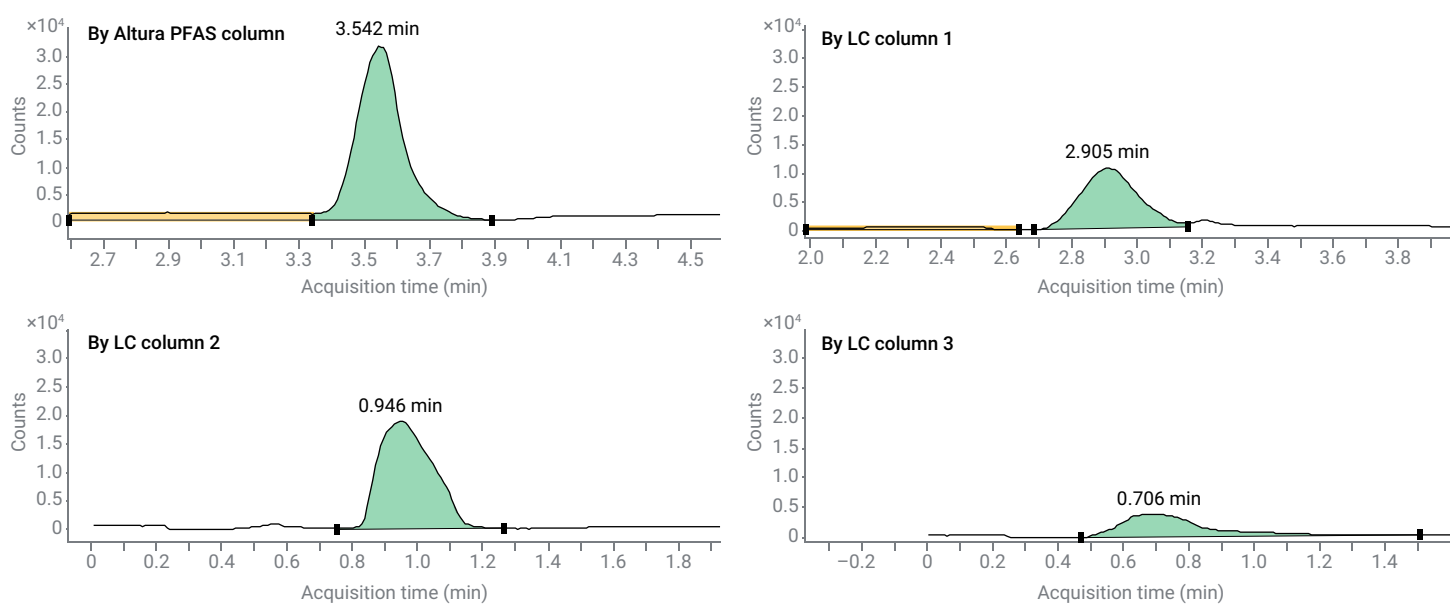 ×10⁴
By Altura PFAS column
3.542 min
3.0
2.5
2.0
1.5
1.0
0.5
0
Counts
2.7 2.9 3.1 3.3 3.5 3.7 3.9 4.1 4.3 4.5
Acquisition time (min)
×10⁴
By LC column 1
2.905 min
3.0
2.5
2.0
1.5
1.0
0.5
0
Counts
2.0 2.2 2.4 2.6 2.8 3.0 3.2 3.4 3.6 3.8
Acquisition time (min)
×10⁴
By LC column 2
0.946 min
3.0
2.5
2.0
1.5
1.0
0.5
0
Counts
0 0.2 0.4 0.6 0.8 1.0 1.2 1.4 1.6 1.8
Acquisition time (min)
×10⁴
By LC column 3
0.706 min
3.0
2.5
2.0
1.5
1.0
0.5
0
Counts
−0.2 0 0.2 0.4 0.6 0.8 1.0 1.2 1.4
Acquisition time (min)